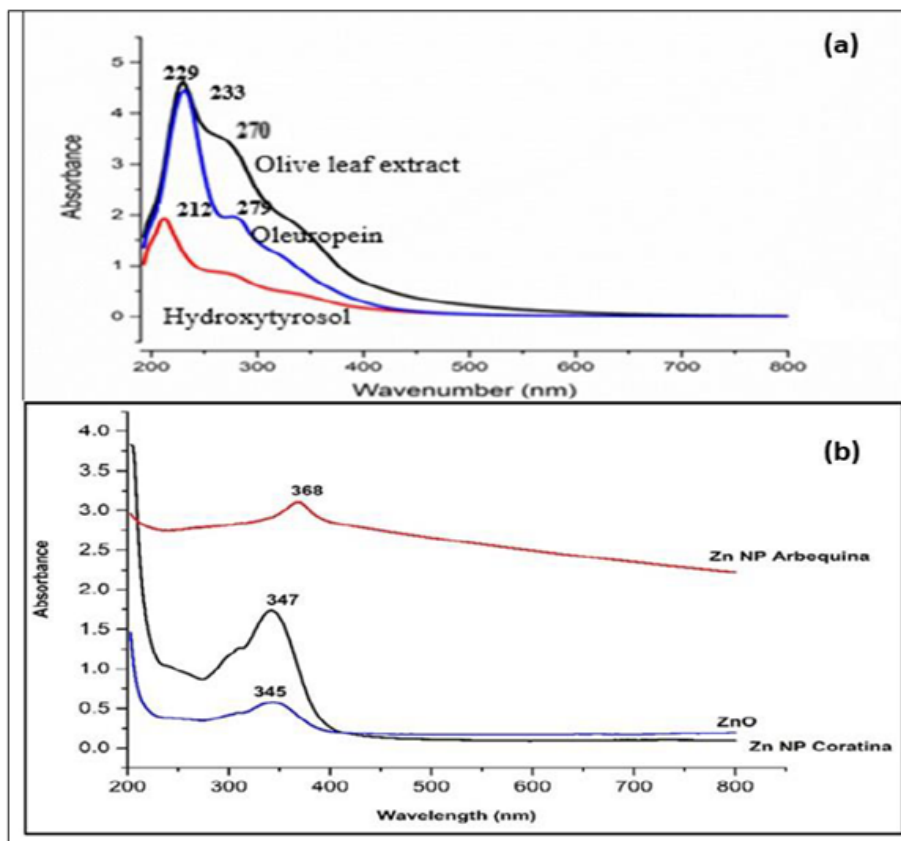 (a)
5
229
233
4
270
3
Olive leaf extract
212
279
2
Oleuropein
1
0
Hydroxytyrosol
Absorbance
200 300 400 500 600 700 800
Wavenumber (nm)
(b)
4.0
3.5
368
3.0
Zn NP Arbequina
2.5
2.0
347
1.5
1.0
345
0.5
ZnO
0.0
Zn NP Coratina
Absorbance
200 300 400 500 600 700 800
Wavelength (nm)